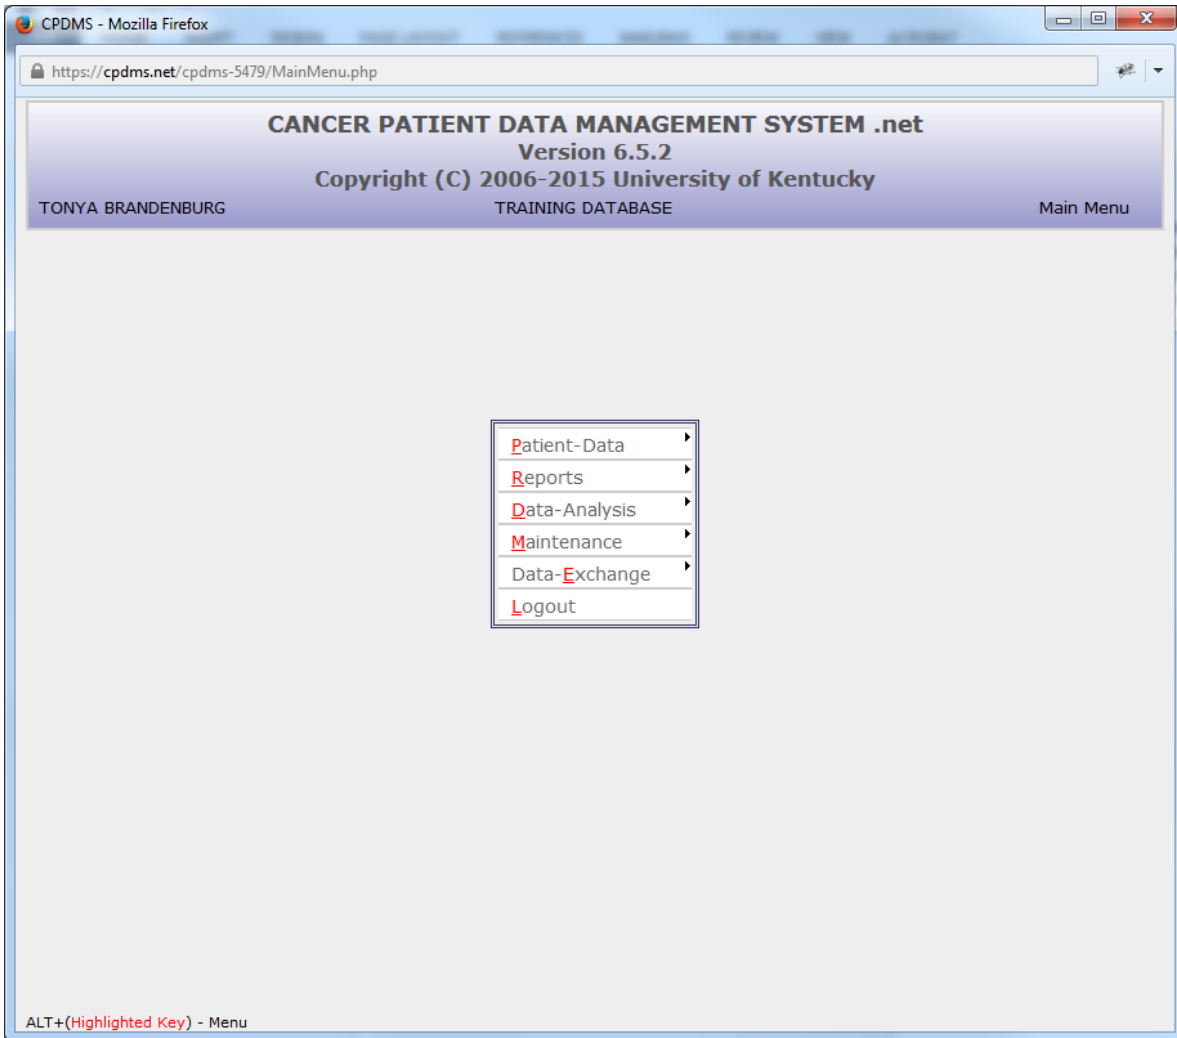 CPDMS - Mozilla Firefox
https://cpdms.net/cpdms-5479/MainMenu.php
CANCER PATIENT DATA MANAGEMENT SYSTEM .net
Version 6.5.2
Copyright (C) 2006-2015 University of Kentucky
TONYA BRANDENBURG TRAINING DATABASE Main Menu
Patient-Data
Reports
Data-Analysis
Maintenance
Data-Exchange
Logout
ALT+(Highlighted Key) - Menu